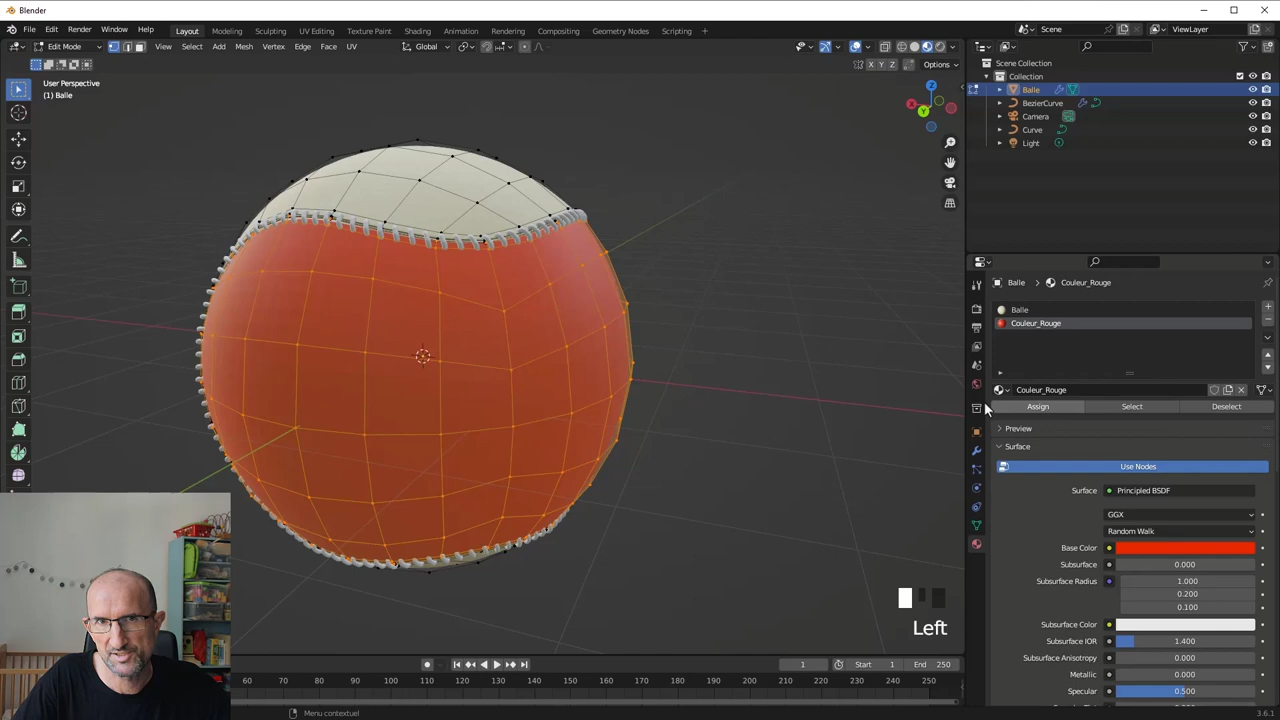 Blender
File Edit Render Window Help Layout Modeling Sculpting UV Editing Texture Paint Shading Animation Rendering Compositing Geometry Nodes Scripting Scene ViewLayer
Edit Mode View Select Add Mesh Vertex Edge Face UV Global
X Y Z Options
User Perspective
(1) Balle
Z
X
Y
Scene Collection
Collection
Balle
BezierCurve
Camera
Curve
Light
Balle > Couleur_Rouge
Balle
Couleur_Rouge
Couleur_Rouge
Assign Select Deselect
Preview
Surface
Use Nodes
Surface Principled BSDF
GGX
Random Walk
Base Color
Subsurface 0.000
Subsurface Radius 1.000
0.200
0.100
Subsurface Color
Subsurface IOR 1.400
Subsurface Anisotropy 0.000
Metallic 0.000
Specular 0.500
Left
1 Start 1 End 250
60 70 80 90 100 110 120 130 140 150 160 170 180 190 200 210 220 230 240 250
Menu contextuel
3.6.1